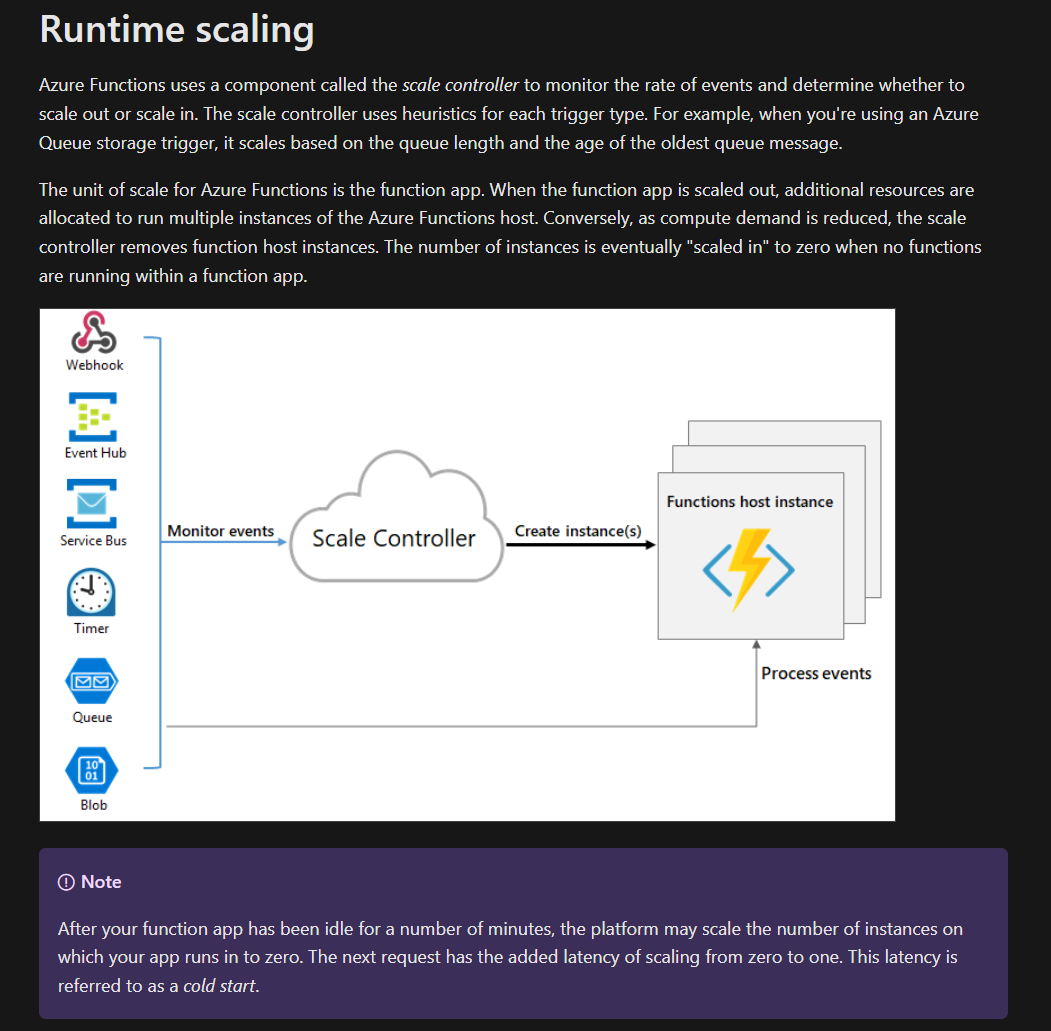 Runtime scaling
Azure Functions uses a component called the scale controller to monitor the rate of events and determine whether to
scale out or scale in. The scale controller uses heuristics for each trigger type. For example, when you're using an Azure
Queue storage trigger, it scales based on the queue length and the age of the oldest queue message.
The unit of scale for Azure Functions is the function app. When the function app is scaled out, additional resources are
allocated to run multiple instances of the Azure Functions host. Conversely, as compute demand is reduced, the scale
controller removes function host instances. The number of instances is eventually "scaled in" to zero when no functions
are running within a function app.
Webhook
Event Hub
Service Bus
Timer
Queue
10
01
Blob
Monitor events
Scale Controller
Create instance(s)
Functions host instance
Process events
Note
After your function app has been idle for a number of minutes, the platform may scale the number of instances on
which your app runs in to zero. The next request has the added latency of scaling from zero to one. This latency is
referred to as a cold start.